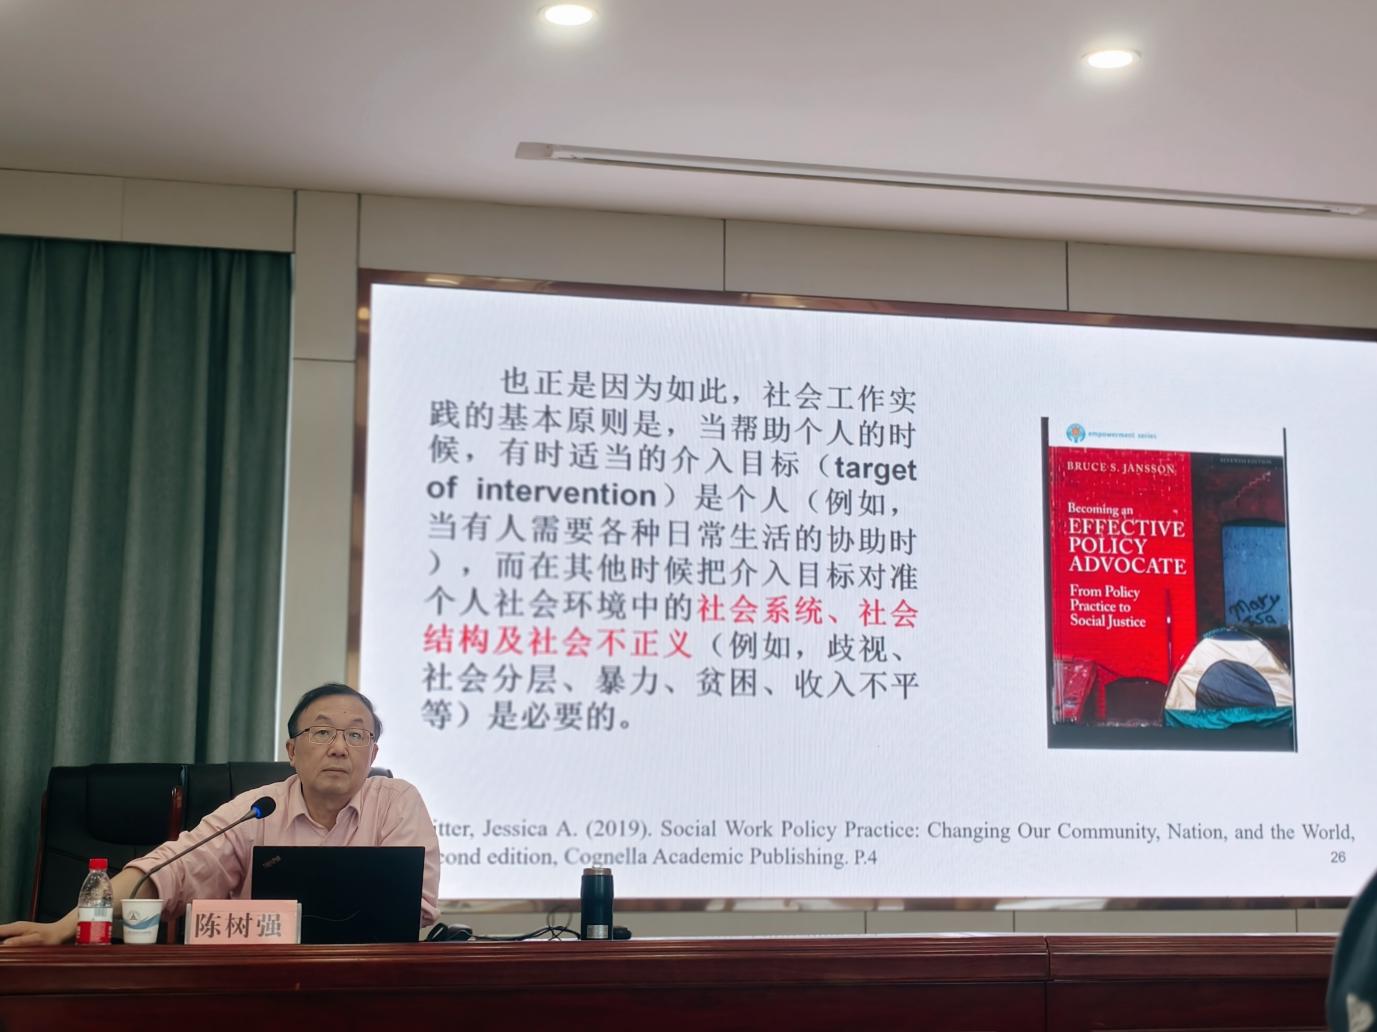 也正是因为如此，社会工作实
践的基本原则是，当帮助个人的时
候，有时适当的介入目标（target
of intervention）是个人（例如，
当有人需要各种日常生活的协助时
），而在其他时候把介入目标对准
个人社会环境中的社会系统、社会
结构及社会不正义（例如，歧视、
社会分层、暴力、贫困、收入不平
等）是必要的。
empowerment series
SEVENTH EDITION
BRUCE S. JANSSON
Becoming an
EFFECTIVE
POLICY
ADVOCATE
From Policy
Practice to
Social Justice
Mary
itter, Jessica A. (2019). Social Work Policy Practice: Changing Our Community, Nation, and the World,
cond edition, Cognella Academic Publishing. P.4
26
ThinkPad
陈树强